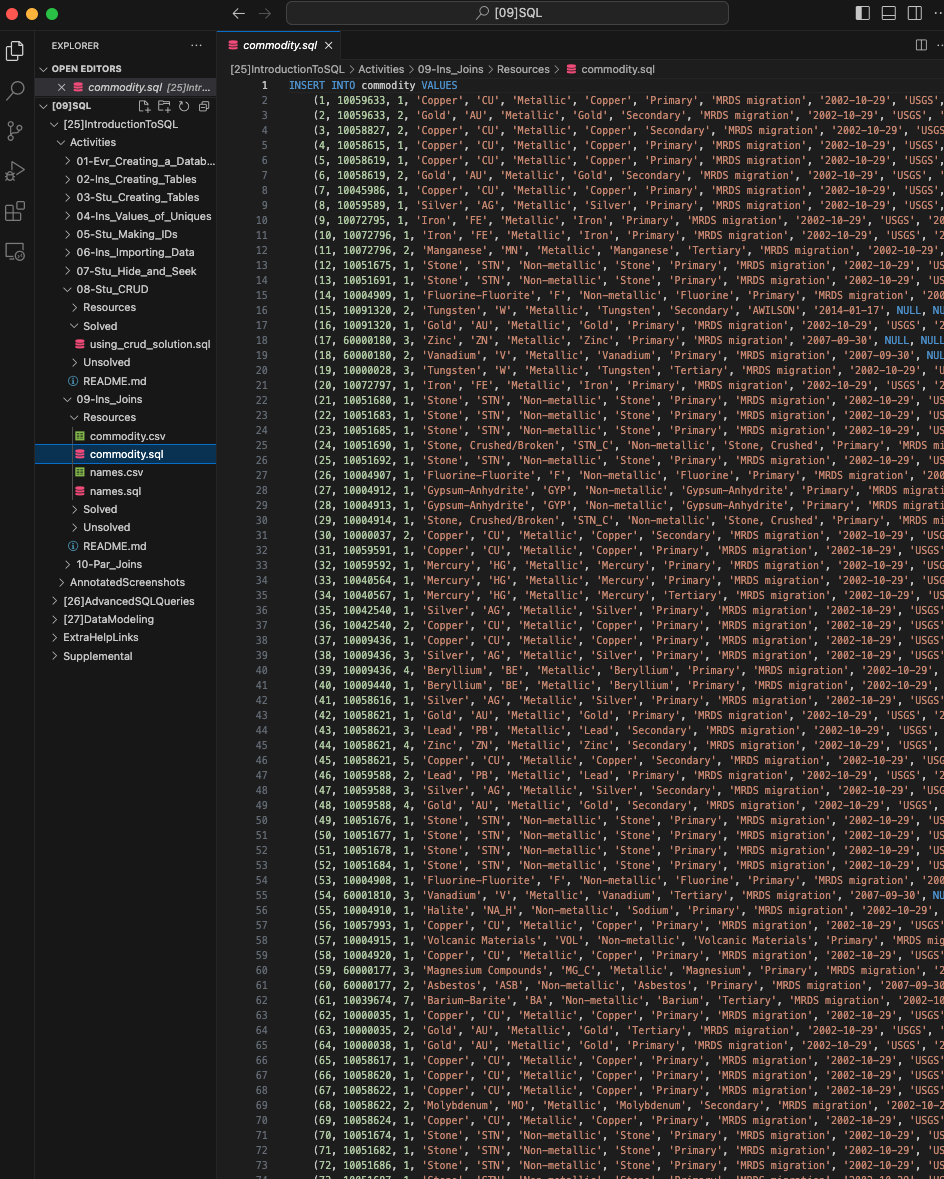 [09]SQL
EXPLORER
OPEN EDITORS
commodity.sql [25]Intr...
[09]SQL
[25]IntroductionToSQL
Activities
01-Evr_Creating_a_Datab...
02-Ins_Creating_Tables
03-Stu_Creating_Tables
04-Ins_Values_of_Uniques
05-Stu_Making_IDs
06-Ins_Importing_Data
07-Stu_Hide_and_Seek
08-Stu_CRUD
Resources
Solved
using_crud_solution.sql
Unsolved
README.md
09-Ins_Joins
Resources
commodity.csv
commodity.sql
names.csv
names.sql
Solved
Unsolved
README.md
10-Par_Joins
AnnotatedScreenshots
[26]AdvancedSQLQueries
[27]DataModeling
ExtraHelpLinks
Supplemental
commodity.sql
[25]IntroductionToSQL > Activities > 09-Ins_Joins > Resources > commodity.sql
1 INSERT INTO commodity VALUES
2 (1, 10059633, 1, 'Copper', 'CU', 'Metallic', 'Copper', 'Primary', 'MRDS migration', '2002-10-29', 'USGS'
3 (2, 10059633, 2, 'Gold', 'AU', 'Metallic', 'Gold', 'Secondary', 'MRDS migration', '2002-10-29', 'USGS',
4 (3, 10058827, 2, 'Copper', 'CU', 'Metallic', 'Copper', 'Secondary', 'MRDS migration', '2002-10-29', 'USG
5 (4, 10058615, 1, 'Copper', 'CU', 'Metallic', 'Copper', 'Primary', 'MRDS migration', '2002-10-29', 'USGS'
6 (5, 10058619, 1, 'Copper', 'CU', 'Metallic', 'Copper', 'Primary', 'MRDS migration', '2002-10-29', 'USGS'
7 (6, 10058619, 2, 'Gold', 'AU', 'Metallic', 'Gold', 'Secondary', 'MRDS migration', '2002-10-29', 'USGS',
8 (7, 10045986, 1, 'Copper', 'CU', 'Metallic', 'Copper', 'Primary', 'MRDS migration', '2002-10-29', 'USGS'
9 (8, 10059589, 1, 'Silver', 'AG', 'Metallic', 'Silver', 'Primary', 'MRDS migration', '2002-10-29', 'USGS'
10 (9, 10072795, 1, 'Iron', 'FE', 'Metallic', 'Iron', 'Primary', 'MRDS migration', '2002-10-29', 'USGS', '20
11 (10, 10072796, 1, 'Iron', 'FE', 'Metallic', 'Iron', 'Primary', 'MRDS migration', '2002-10-29', 'USGS', '2
12 (11, 10072796, 2, 'Manganese', 'MN', 'Metallic', 'Manganese', 'Tertiary', 'MRDS migration', '2002-10-29',
13 (12, 10051675, 1, 'Stone', 'STN', 'Non-metallic', 'Stone', 'Primary', 'MRDS migration', '2002-10-29', 'US
14 (13, 10051691, 1, 'Stone', 'STN', 'Non-metallic', 'Stone', 'Primary', 'MRDS migration', '2002-10-29', 'US
15 (14, 10004909, 1, 'Fluorine-Fluorite', 'F', 'Non-metallic', 'Fluorine', 'Primary', 'MRDS migration', '200
16 (15, 10091320, 2, 'Tungsten', 'W', 'Metallic', 'Tungsten', 'Secondary', 'AWILSON', '2014-01-17', NULL, NU
17 (16, 10091320, 1, 'Gold', 'AU', 'Metallic', 'Gold', 'Primary', 'MRDS migration', '2002-10-29', 'USGS', '2
18 (17, 60000180, 3, 'Zinc', 'ZN', 'Metallic', 'Zinc', 'Primary', 'MRDS migration', '2007-09-30', NULL, NULL
19 (18, 60000180, 2, 'Vanadium', 'V', 'Metallic', 'Vanadium', 'Primary', 'MRDS migration', '2007-09-30', NUL
20 (19, 10000028, 3, 'Tungsten', 'W', 'Metallic', 'Tungsten', 'Tertiary', 'MRDS migration', '2002-10-29', 'U
21 (20, 10072797, 1, 'Iron', 'FE', 'Metallic', 'Iron', 'Primary', 'MRDS migration', '2002-10-29', 'USGS', '2
22 (21, 10051680, 1, 'Stone', 'STN', 'Non-metallic', 'Stone', 'Primary', 'MRDS migration', '2002-10-29', 'US
23 (22, 10051683, 1, 'Stone', 'STN', 'Non-metallic', 'Stone', 'Primary', 'MRDS migration', '2002-10-29', 'US
24 (23, 10051685, 1, 'Stone', 'STN', 'Non-metallic', 'Stone', 'Primary', 'MRDS migration', '2002-10-29', 'US
25 (24, 10051690, 1, 'Stone, Crushed/Broken', 'STN_C', 'Non-metallic', 'Stone, Crushed', 'Primary', 'MRDS mi
26 (25, 10051692, 1, 'Stone', 'STN', 'Non-metallic', 'Stone', 'Primary', 'MRDS migration', '2002-10-29', 'US
27 (26, 10004907, 1, 'Fluorine-Fluorite', 'F', 'Non-metallic', 'Fluorine', 'Primary', 'MRDS migration', '200
28 (27, 10004912, 1, 'Gypsum-Anhydrite', 'GYP', 'Non-metallic', 'Gypsum-Anhydrite', 'Primary', 'MRDS migrati
29 (28, 10004913, 1, 'Gypsum-Anhydrite', 'GYP', 'Non-metallic', 'Gypsum-Anhydrite', 'Primary', 'MRDS migrati
30 (29, 10004914, 1, 'Stone, Crushed/Broken', 'STN_C', 'Non-metallic', 'Stone, Crushed', 'Primary', 'MRDS mi
31 (30, 10000037, 2, 'Copper', 'CU', 'Metallic', 'Copper', 'Secondary', 'MRDS migration', '2002-10-29', 'USG
32 (31, 10059591, 1, 'Copper', 'CU', 'Metallic', 'Copper', 'Primary', 'MRDS migration', '2002-10-29', 'USGS'
33 (32, 10059592, 1, 'Mercury', 'HG', 'Metallic', 'Mercury', 'Primary', 'MRDS migration', '2002-10-29', 'USG
34 (33, 10040564, 1, 'Mercury', 'HG', 'Metallic', 'Mercury', 'Primary', 'MRDS migration', '2002-10-29', 'USG
35 (34, 10040567, 1, 'Mercury', 'HG', 'Metallic', 'Mercury', 'Tertiary', 'MRDS migration', '2002-10-29', 'US
36 (35, 10042540, 1, 'Silver', 'AG', 'Metallic', 'Silver', 'Primary', 'MRDS migration', '2002-10-29', 'USGS'
37 (36, 10042540, 2, 'Copper', 'CU', 'Metallic', 'Copper', 'Secondary', 'MRDS migration', '2002-10-29', 'USG
38 (37, 10009436, 1, 'Copper', 'CU', 'Metallic', 'Copper', 'Primary', 'MRDS migration', '2002-10-29', 'USGS'
39 (38, 10009436, 3, 'Silver', 'AG', 'Metallic', 'Silver', 'Primary', 'MRDS migration', '2002-10-29', 'USGS'
40 (39, 10009436, 4, 'Beryllium', 'BE', 'Metallic', 'Beryllium', 'Primary', 'MRDS migration', '2002-10-29',
41 (40, 10009440, 1, 'Beryllium', 'BE', 'Metallic', 'Beryllium', 'Primary', 'MRDS migration', '2002-10-29',
42 (41, 10058616, 1, 'Silver', 'AG', 'Metallic', 'Silver', 'Primary', 'MRDS migration', '2002-10-29', 'USGS'
43 (42, 10058621, 1, 'Gold', 'AU', 'Metallic', 'Gold', 'Primary', 'MRDS migration', '2002-10-29', 'USGS', '2
44 (43, 10058621, 3, 'Lead', 'PB', 'Metallic', 'Lead', 'Secondary', 'MRDS migration', '2002-10-29', 'USGS',
45 (44, 10058621, 4, 'Zinc', 'ZN', 'Metallic', 'Zinc', 'Secondary', 'MRDS migration', '2002-10-29', 'USGS',
46 (45, 10058621, 5, 'Copper', 'CU', 'Metallic', 'Copper', 'Secondary', 'MRDS migration', '2002-10-29', 'USG
47 (46, 10059588, 2, 'Lead', 'PB', 'Metallic', 'Lead', 'Primary', 'MRDS migration', '2002-10-29', 'USGS', '2
48 (47, 10059588, 3, 'Silver', 'AG', 'Metallic', 'Silver', 'Secondary', 'MRDS migration', '2002-10-29', 'USG
49 (48, 10059588, 4, 'Gold', 'AU', 'Metallic', 'Gold', 'Secondary', 'MRDS migration', '2002-10-29', 'USGS',
50 (49, 10051676, 1, 'Stone', 'STN', 'Non-metallic', 'Stone', 'Primary', 'MRDS migration', '2002-10-29', 'US
51 (50, 10051677, 1, 'Stone', 'STN', 'Non-metallic', 'Stone', 'Primary', 'MRDS migration', '2002-10-29', 'US
52 (51, 10051678, 1, 'Stone', 'STN', 'Non-metallic', 'Stone', 'Primary', 'MRDS migration', '2002-10-29', 'US
53 (52, 10051684, 1, 'Stone', 'STN', 'Non-metallic', 'Stone', 'Primary', 'MRDS migration', '2002-10-29', 'US
54 (53, 10004908, 1, 'Fluorine-Fluorite', 'F', 'Non-metallic', 'Fluorine', 'Primary', 'MRDS migration', '200
55 (54, 60001810, 3, 'Vanadium', 'V', 'Metallic', 'Vanadium', 'Tertiary', 'MRDS migration', '2007-09-30', NU
56 (55, 10004910, 1, 'Halite', 'NA_H', 'Non-metallic', 'Sodium', 'Primary', 'MRDS migration', '2002-10-29',
57 (56, 10057993, 1, 'Copper', 'CU', 'Metallic', 'Copper', 'Primary', 'MRDS migration', '2002-10-29', 'USGS'
58 (57, 10004915, 1, 'Volcanic Materials', 'VOL', 'Non-metallic', 'Volcanic Materials', 'Primary', 'MRDS mig
59 (58, 10004920, 1, 'Copper', 'CU', 'Metallic', 'Copper', 'Primary', 'MRDS migration', '2002-10-29', 'USGS'
60 (59, 60000177, 3, 'Magnesium Compounds', 'MG_C', 'Metallic', 'Magnesium', 'Primary', 'MRDS migration', '2
61 (60, 60000177, 2, 'Asbestos', 'ASB', 'Non-metallic', 'Asbestos', 'Primary', 'MRDS migration', '2007-09-30
62 (61, 10039674, 7, 'Barium-Barite', 'BA', 'Non-metallic', 'Barium', 'Tertiary', 'MRDS migration', '2002-10
63 (62, 10000035, 1, 'Copper', 'CU', 'Metallic', 'Copper', 'Primary', 'MRDS migration', '2002-10-29', 'USGS'
64 (63, 10000035, 2, 'Gold', 'AU', 'Metallic', 'Gold', 'Tertiary', 'MRDS migration', '2002-10-29', 'USGS', '
65 (64, 10000038, 1, 'Gold', 'AU', 'Metallic', 'Gold', 'Primary', 'MRDS migration', '2002-10-29', 'USGS', '2
66 (65, 10058617, 1, 'Copper', 'CU', 'Metallic', 'Copper', 'Primary', 'MRDS migration', '2002-10-29', 'USGS'
67 (66, 10058620, 1, 'Copper', 'CU', 'Metallic', 'Copper', 'Primary', 'MRDS migration', '2002-10-29', 'USGS'
68 (67, 10058622, 1, 'Copper', 'CU', 'Metallic', 'Copper', 'Primary', 'MRDS migration', '2002-10-29', 'USGS'
69 (68, 10058622, 2, 'Molybdenum', 'MO', 'Metallic', 'Molybdenum', 'Secondary', 'MRDS migration', '2002-10-2
70 (69, 10058624, 1, 'Copper', 'CU', 'Metallic', 'Copper', 'Primary', 'MRDS migration', '2002-10-29', 'USGS'
71 (70, 10051674, 1, 'Stone', 'STN', 'Non-metallic', 'Stone', 'Primary', 'MRDS migration', '2002-10-29', 'US
72 (71, 10051682, 1, 'Stone', 'STN', 'Non-metallic', 'Stone', 'Primary', 'MRDS migration', '2002-10-29', 'US
73 (72, 10051686, 1, 'Stone', 'STN', 'Non-metallic', 'Stone', 'Primary', 'MRDS migration', '2002-10-29', 'US